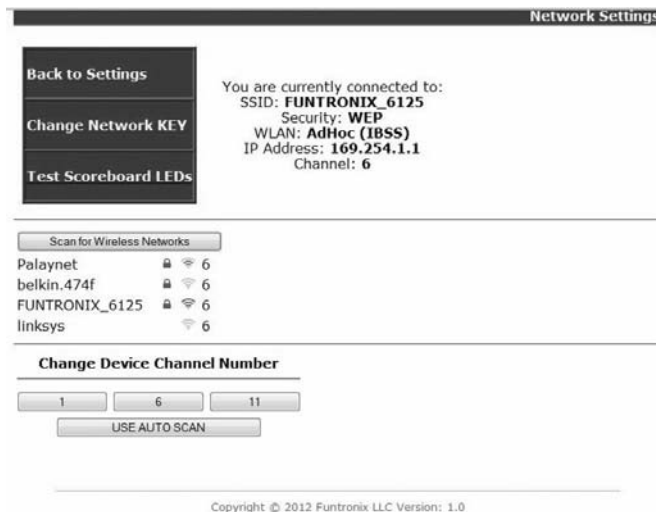 Network Settings
Back to Settings
Change Network KEY
Test Scoreboard LEDs
You are currently connected to:
SSID: FUNTRONIX_6125
Security: WEP
WLAN: AdHoc (IBSS)
IP Address: 169.254.1.1
Channel: 6
Scan for Wireless Networks
Palaynet 6
belkin.474f 6
FUNTRONIX_6125 6
linksys 6
Change Device Channel Number
1 6 11
USE AUTO SCAN
Copyright © 2012 Funtronix LLC Version: 1.0